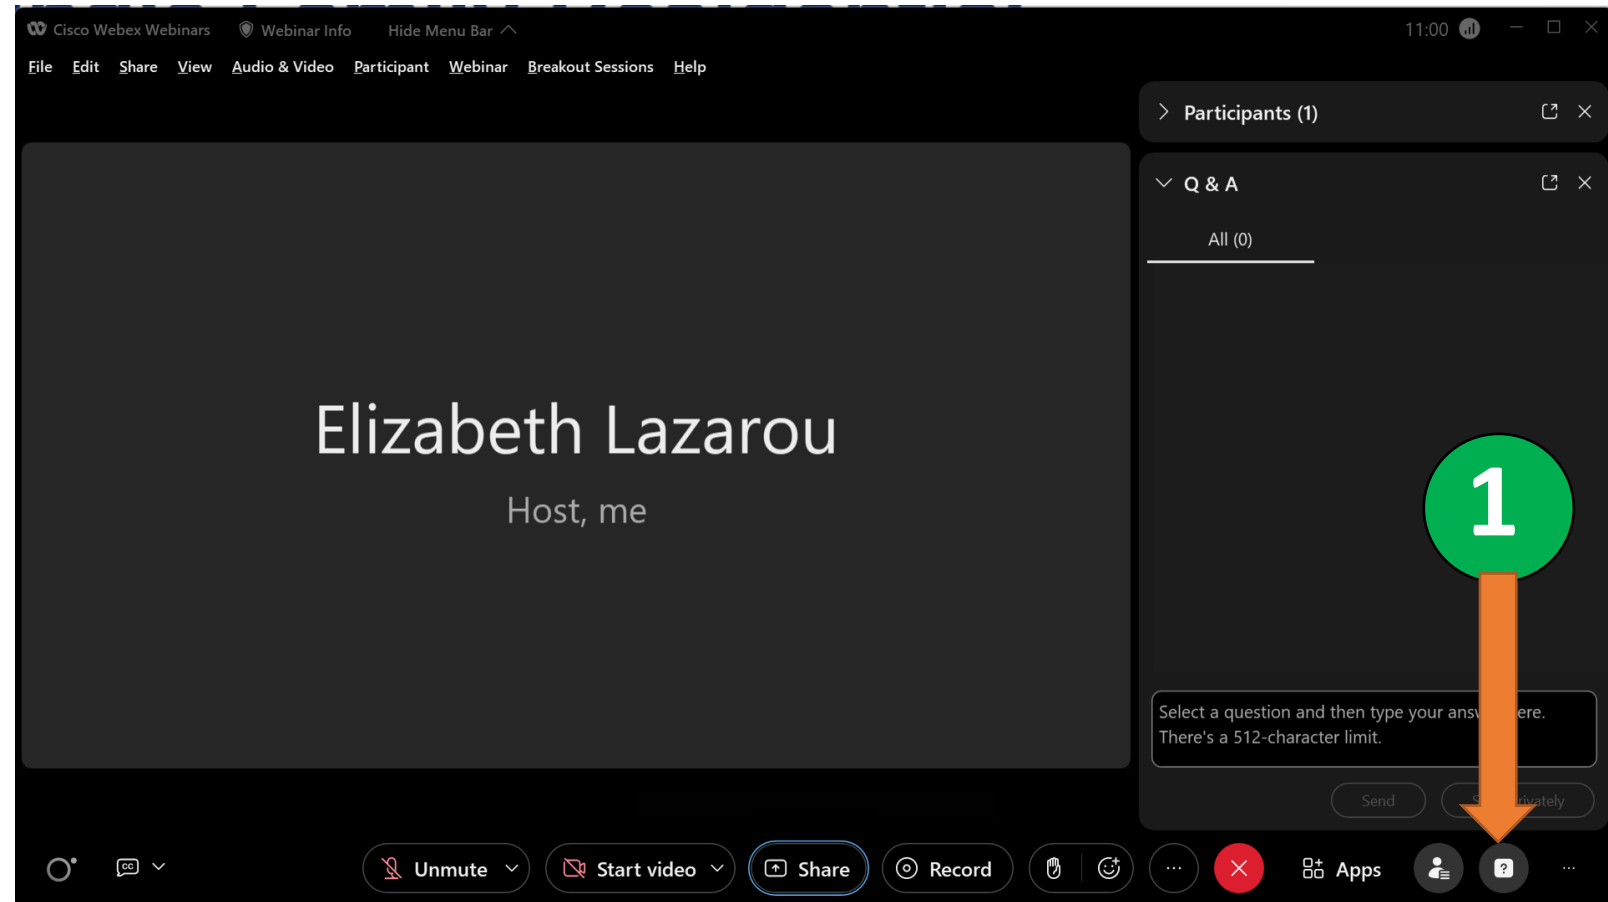 Cisco Webex Webinars Webinar Info Hide Menu Bar 11:00
File Edit Share View Audio & Video Participant Webinar Breakout Sessions Help
Participants (1)
Q & A
All (0)
Elizabeth Lazarou
Host, me
1
Select a question and then type your ere.
There's a 512-character limit.
Send
CC Unmute Start video Share Record Apps ?